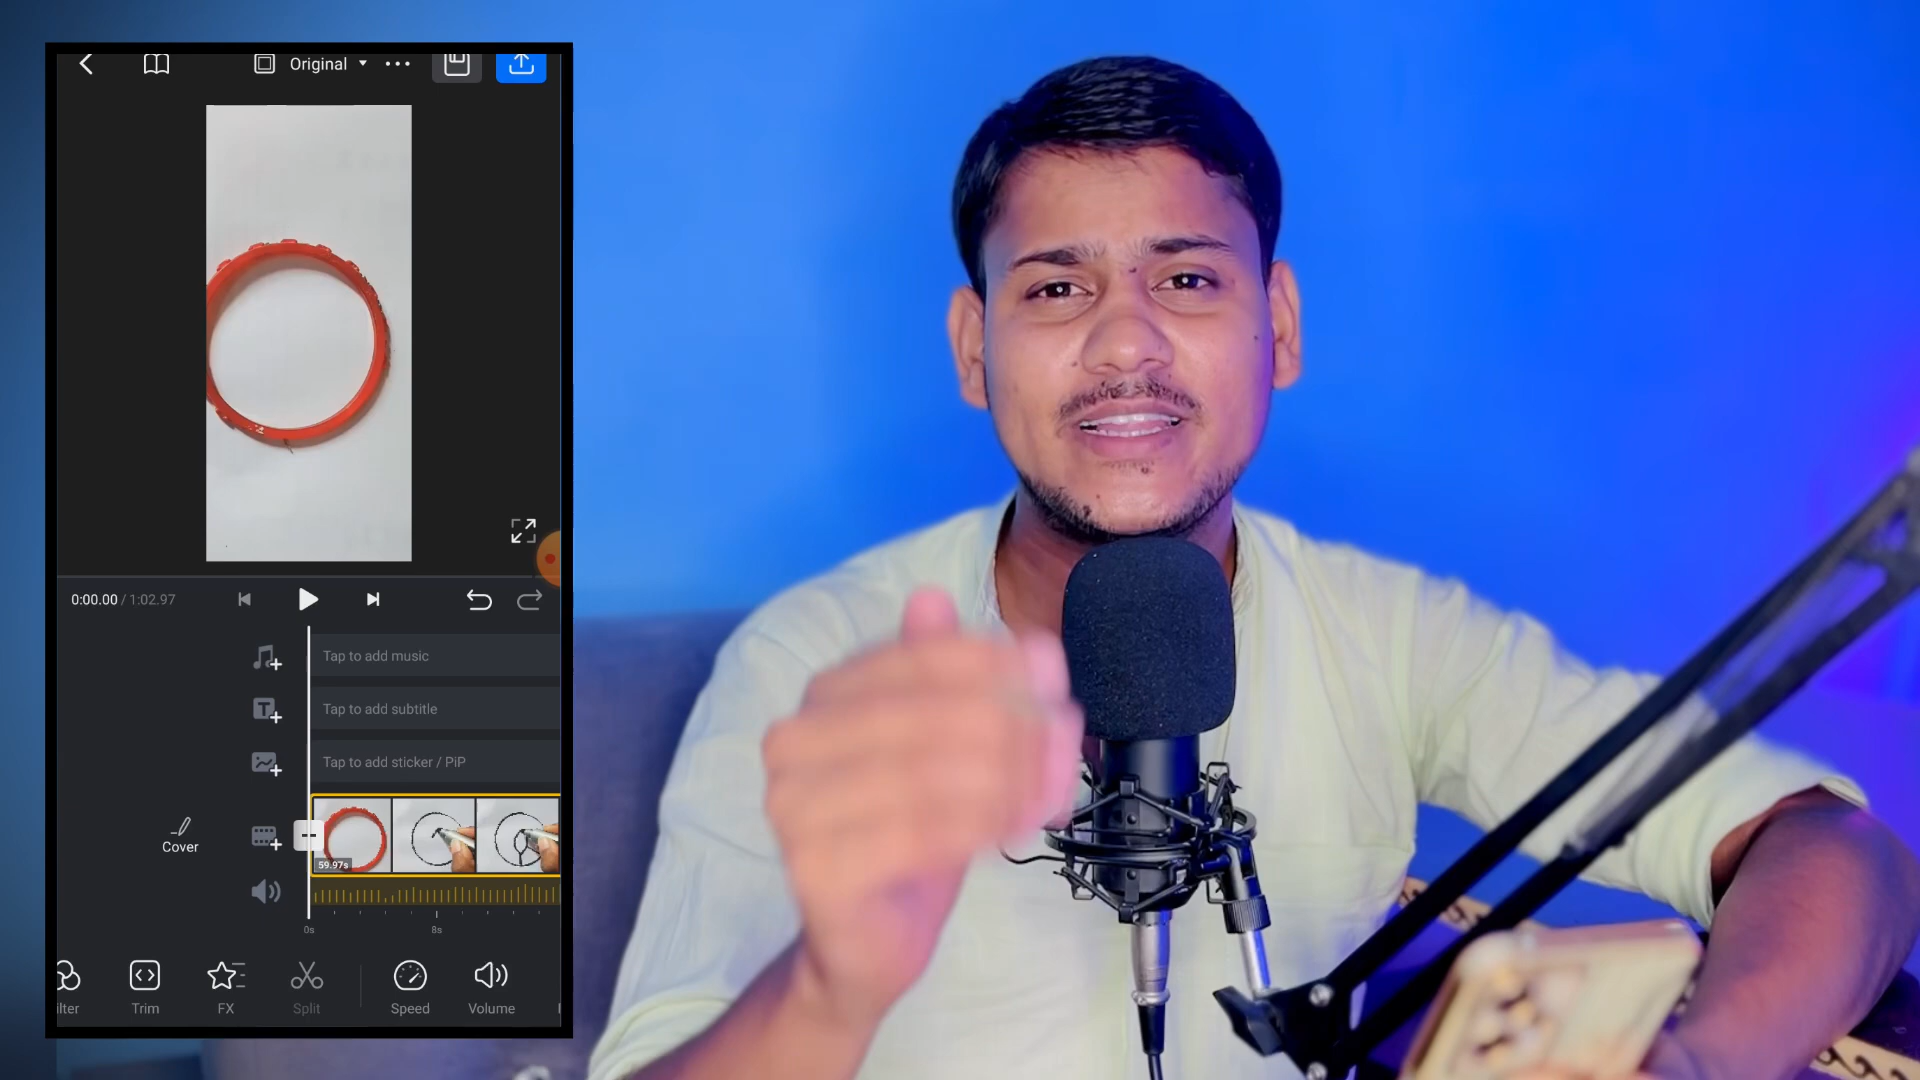 Original
0:00.00 / 1:02.97
Tap to add music
Tap to add subtitle
Tap to add sticker / PiP
Cover
59.97s
0s
8s
ilter
Trim
FX
Split
Speed
Volume